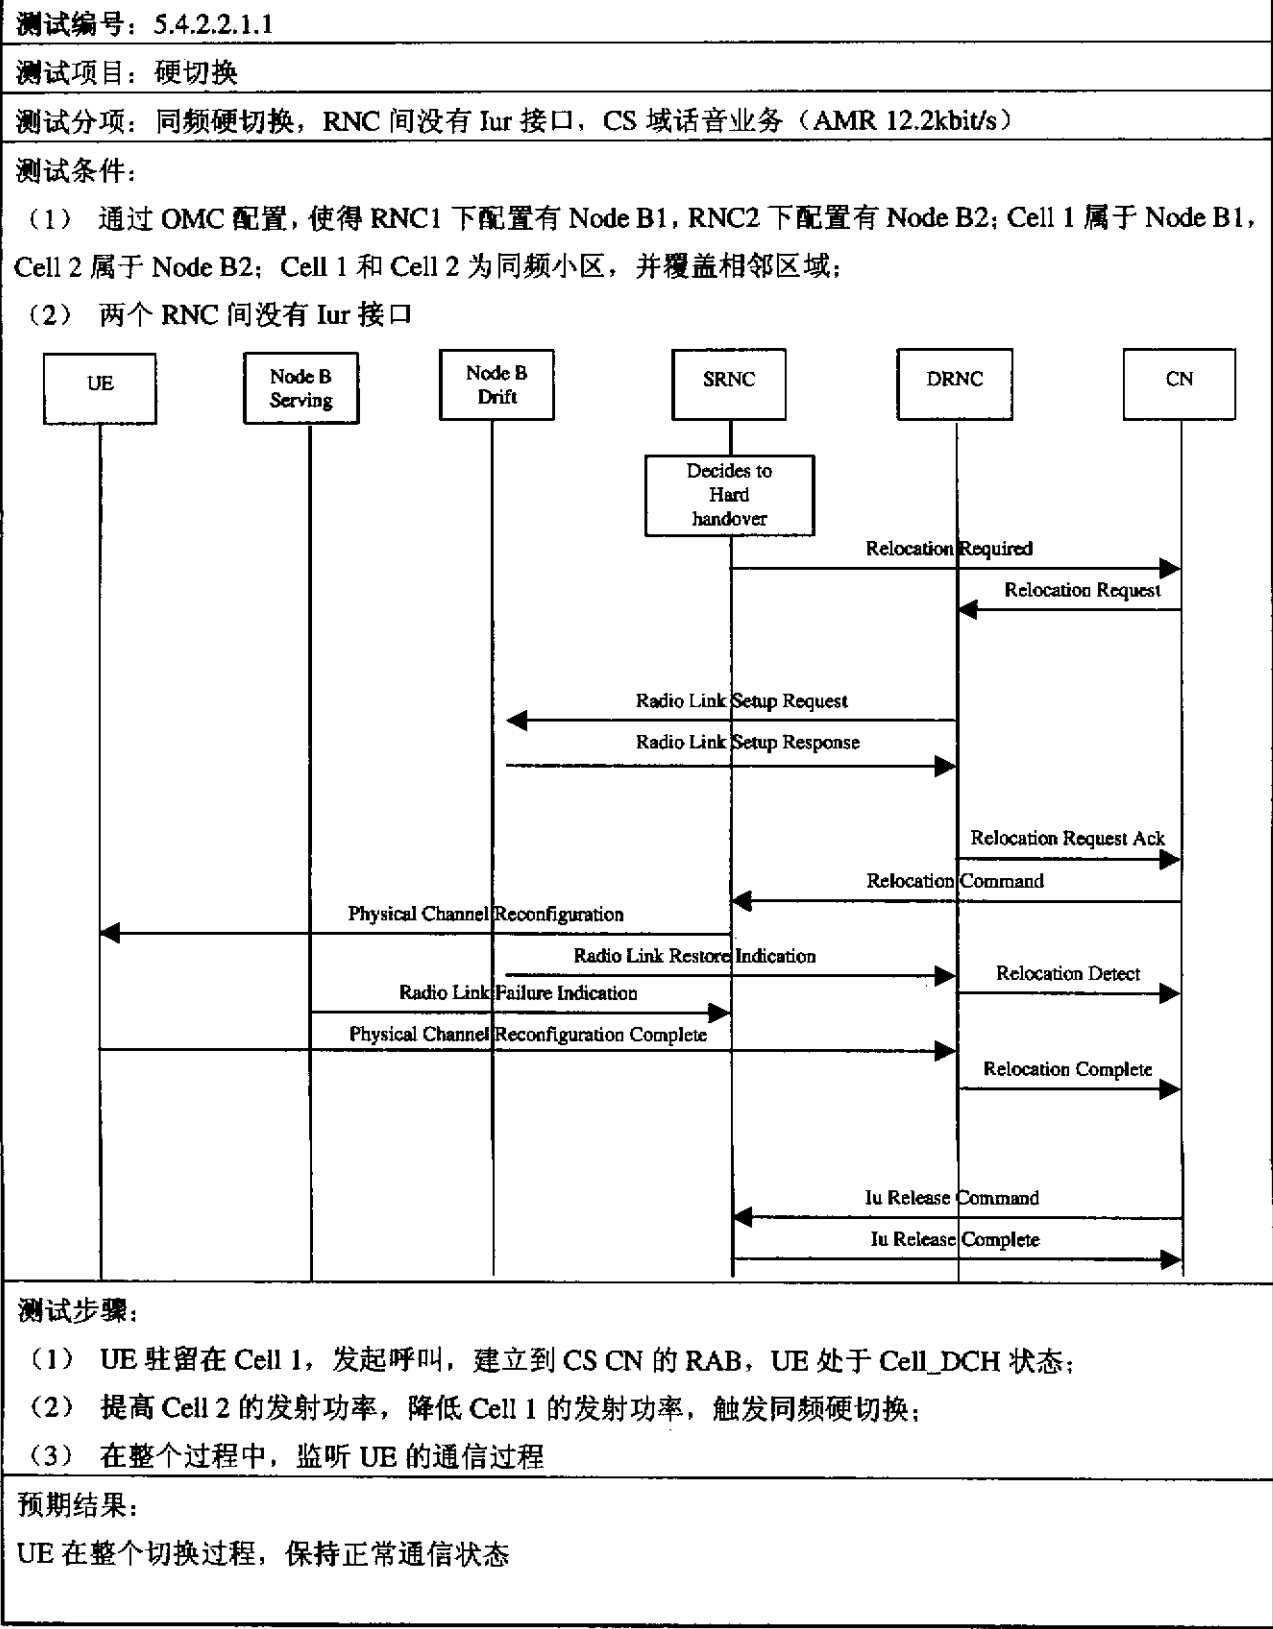 测试编号：5.4.2.2.1.1
测试项目：硬切换
测试分项：同频硬切换，RNC 间没有 Iur 接口，CS 域话音业务（AMR 12.2kbit/s）
测试条件：
（1） 通过 OMC 配置，使得 RNC1 下配置有 Node B1，RNC2 下配置有 Node B2；Cell 1 属于 Node B1，
Cell 2 属于 Node B2；Cell 1 和 Cell 2 为同频小区，并覆盖相邻区域；
（2） 两个 RNC 间没有 Iur 接口
UE
Node B
Serving
Node B
Drift
SRNC
DRNC
CN
Decides to
Hard
handover
Relocation Required
Relocation Request
Radio Link Setup Request
Radio Link Setup Response
Relocation Request Ack
Relocation Command
Physical Channel Reconfiguration
Radio Link Restore Indication
Relocation Detect
Radio Link Failure Indication
Physical Channel Reconfiguration Complete
Relocation Complete
Iu Release Command
Iu Release Complete
测试步骤：
（1） UE 驻留在 Cell 1，发起呼叫，建立到 CS CN 的 RAB，UE 处于 Cell_DCH 状态；
（2） 提高 Cell 2 的发射功率，降低 Cell 1 的发射功率，触发同频硬切换；
（3） 在整个过程中，监听 UE 的通信过程
预期结果：
UE 在整个切换过程，保持正常通信状态